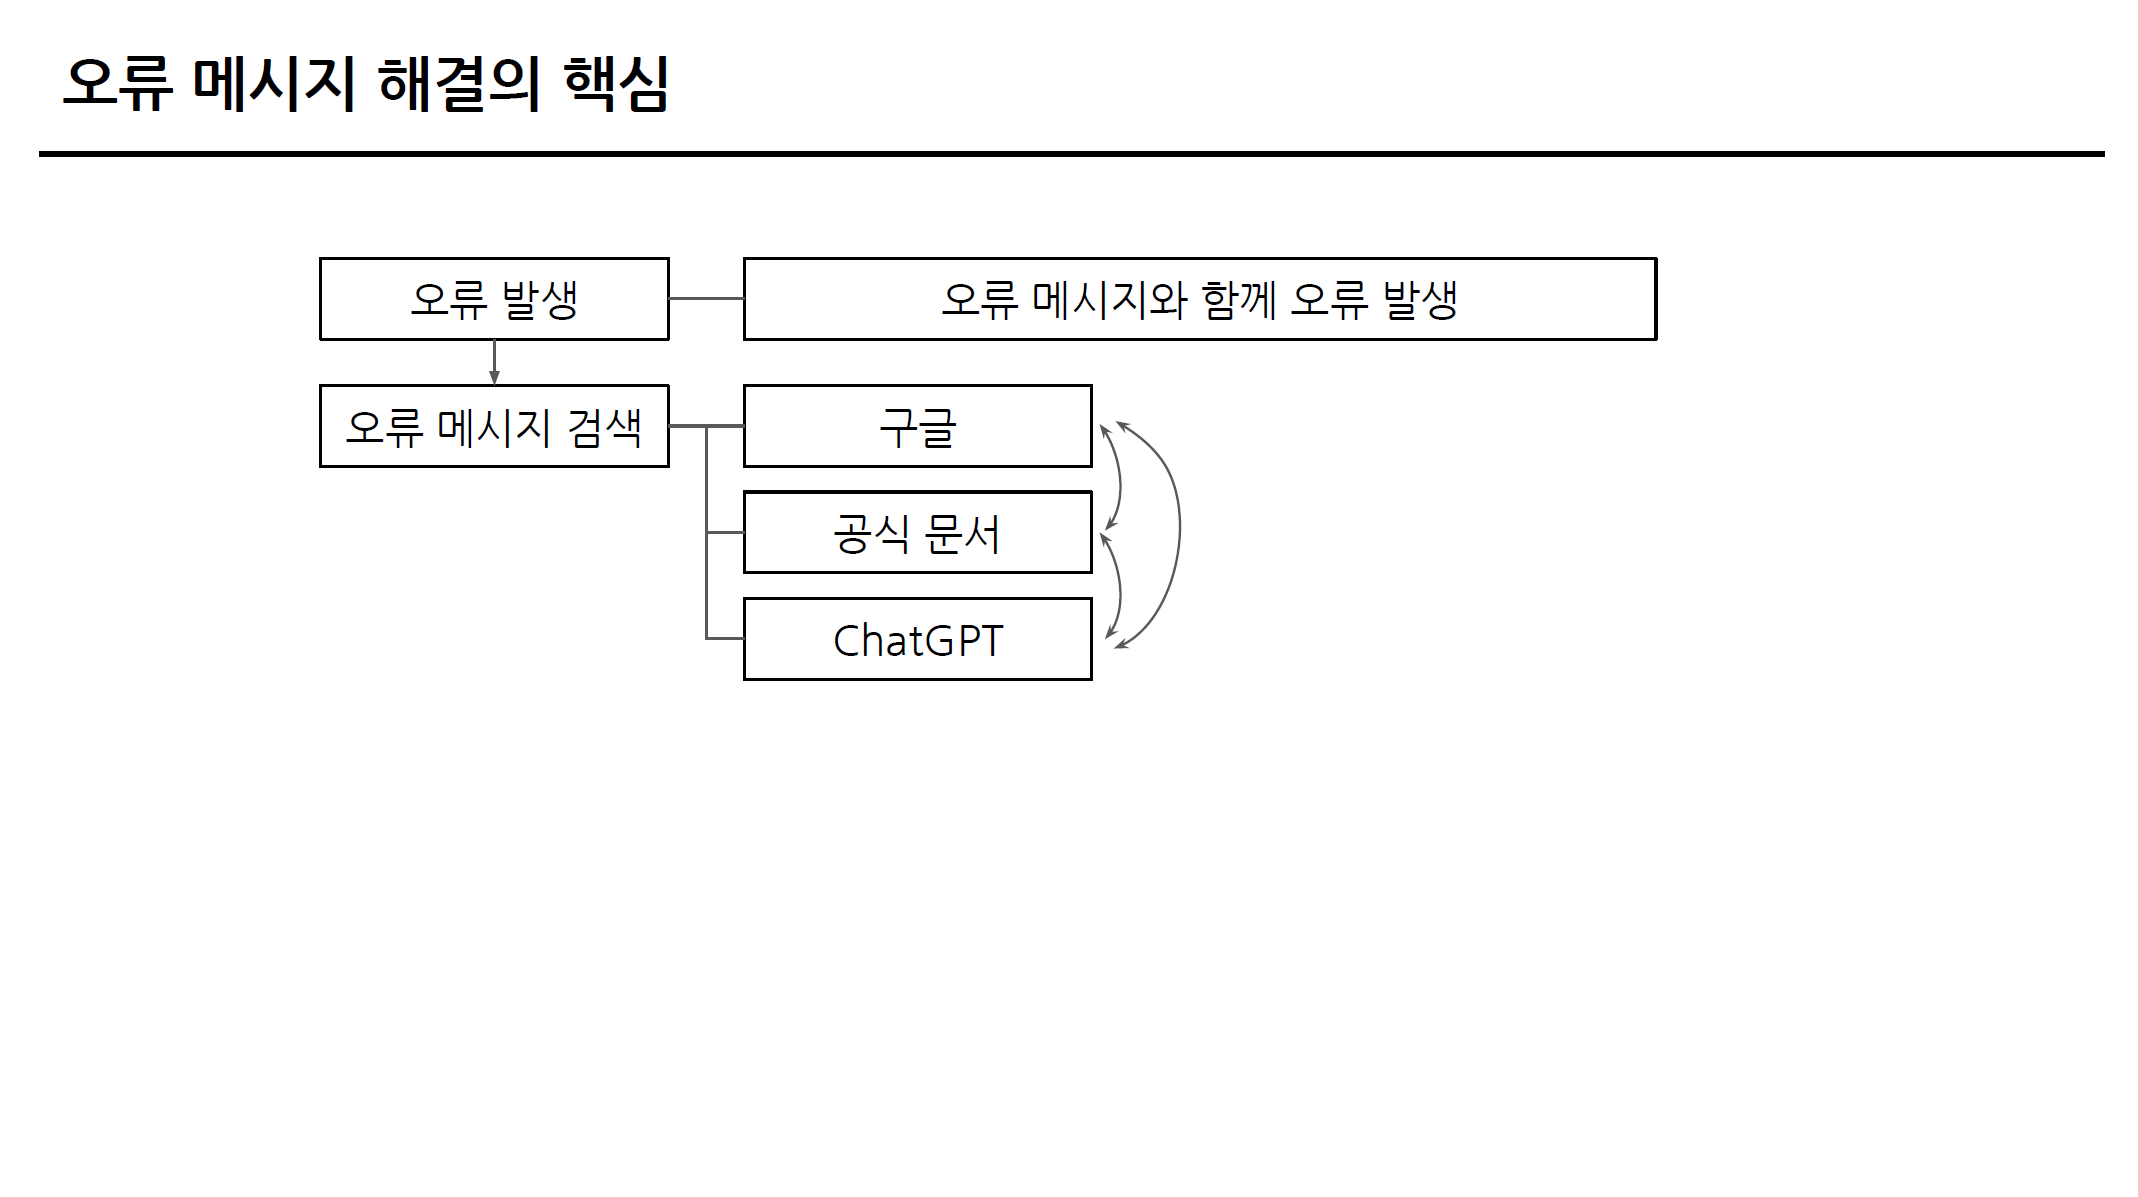 오류 메시지 해결의 핵심
오류 발생
오류 메시지와 함께 오류 발생
오류 메시지 검색
구글
공식 문서
ChatGPT